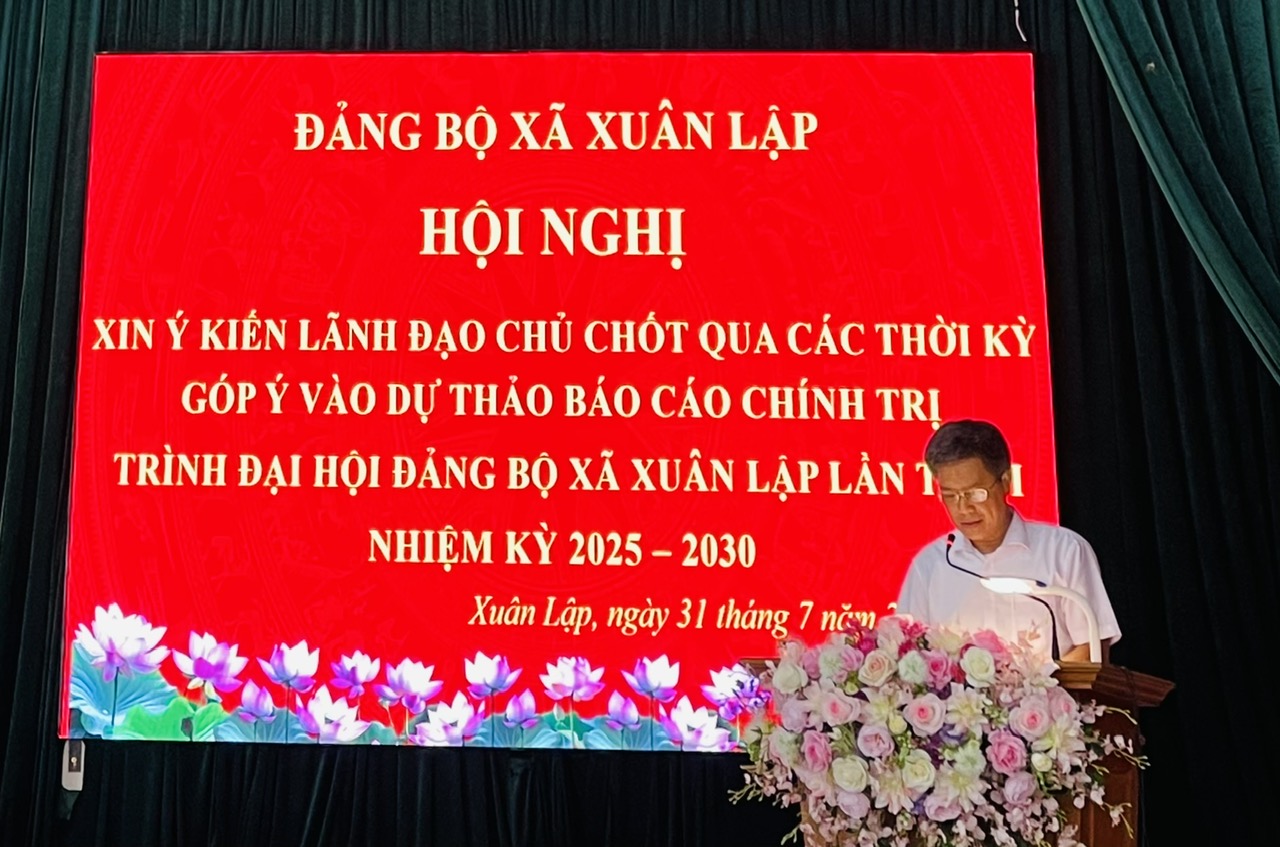 ĐẢNG BỘ XÃ XUÂN LẬP
HỘI NGHỊ
XIN Ý KIẾN LÃNH ĐẠO CHỦ CHỐT QUA CÁC THỜI KỲ
GÓP Ý VÀO DỰ THẢO BÁO CÁO CHÍNH TRỊ
TRÌNH ĐẠI HỘI ĐẢNG BỘ XÃ XUÂN LẬP LẦN
NHIỆM KỲ 2025 – 2030
Xuân Lập, ngày 31 tháng 7 năm